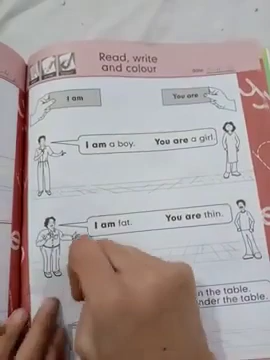 Read, write
and colour
I am
You are
I am a boy. You are a girl.
I am fat. You are thin.
n the table.
nder the table.